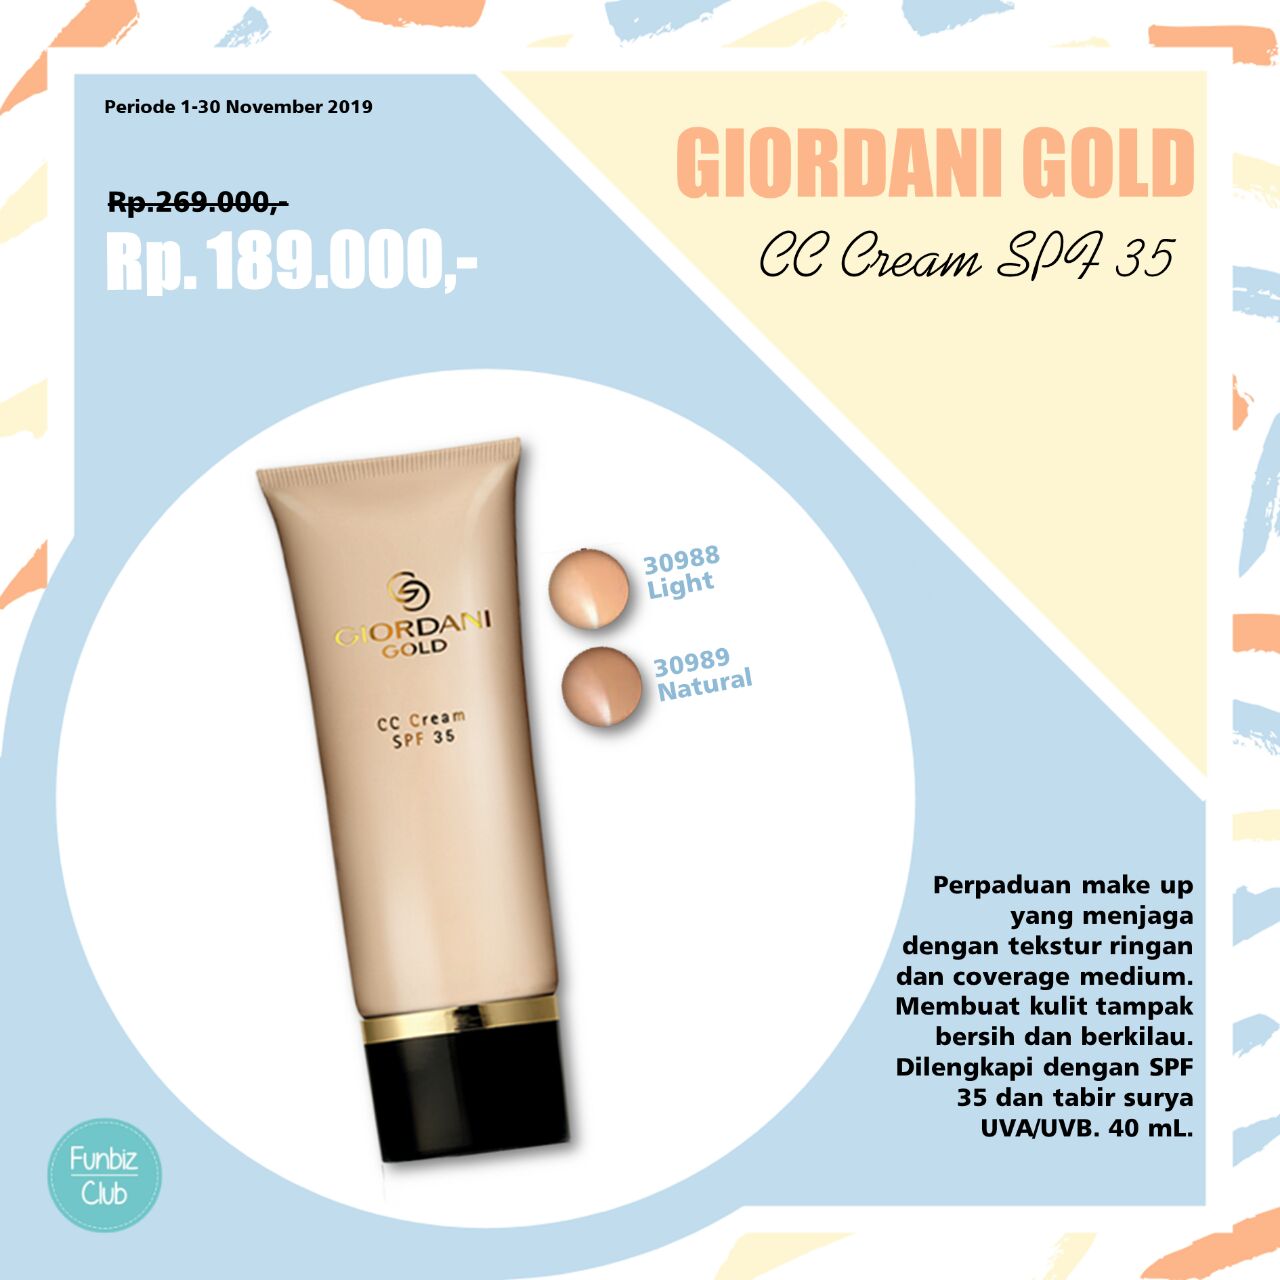 Periode 1-30 November 2019
Rp.269.000,-
Rp. 189.000,-
GIORDANI GOLD
CC Cream SPF 35
GIORDANI
GOLD
CC Cream
SPF 35
30988
Light
30989
Natural
Perpaduan make up
yang menjaga
dengan tekstur ringan
dan coverage medium.
Membuat kulit tampak
bersih dan berkilau.
Dilengkapi dengan SPF
35 dan tabir surya
UVA/UVB. 40 mL.
Funbiz
Club